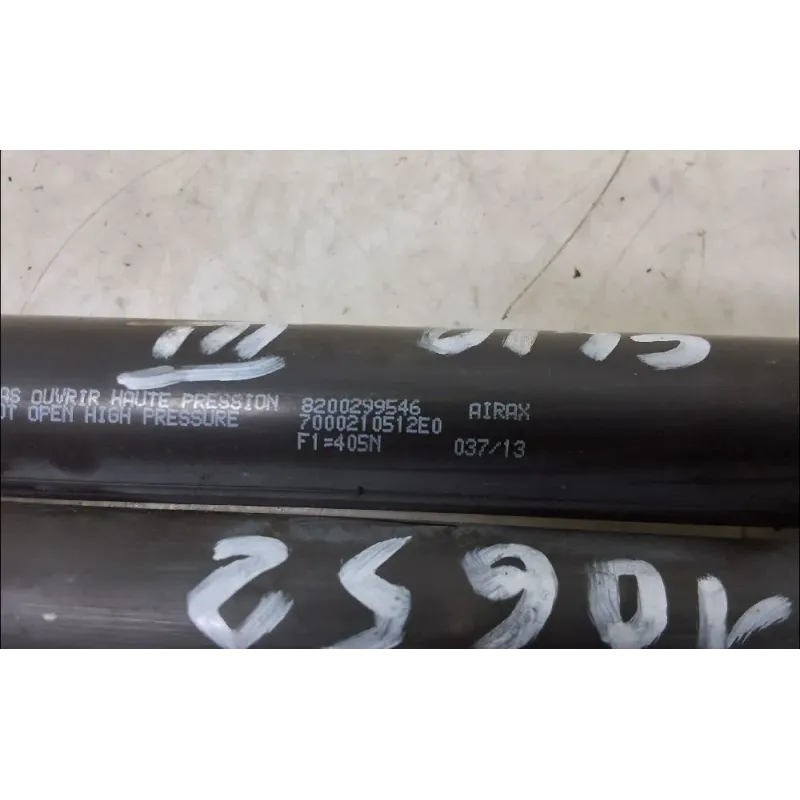 AS OUVRIR HAUTE PRESSION 8200299546 AIRAX
OT OPEN HIGH PRESSURE 7000210512E0
F1=405N 037/13